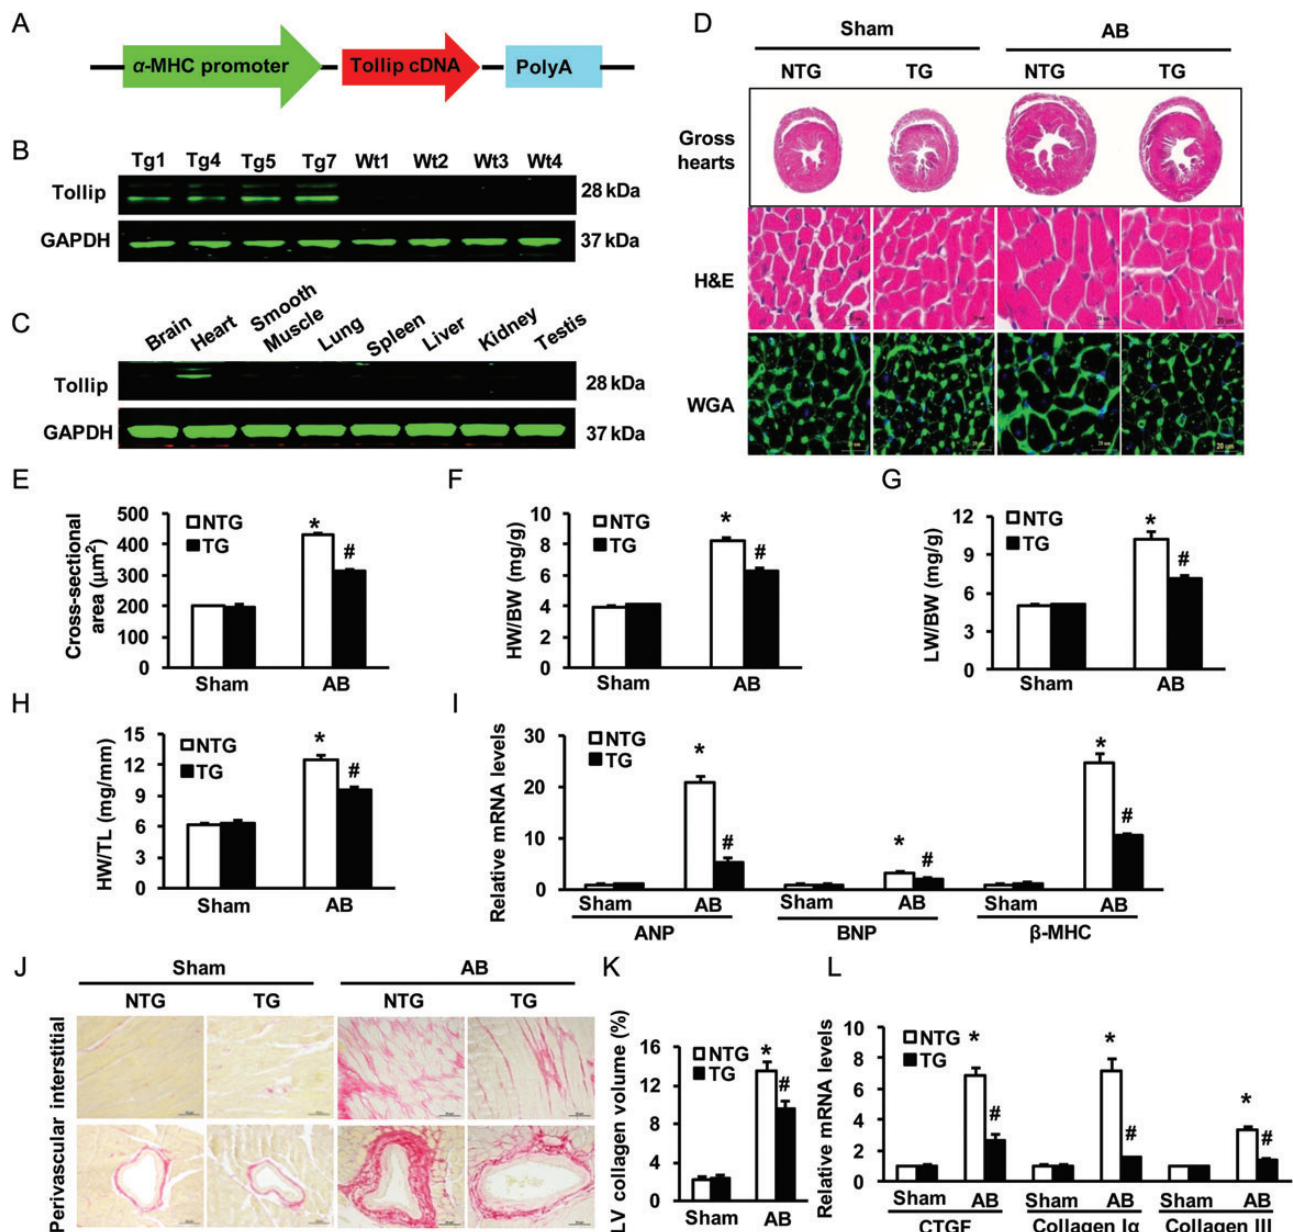 A
α-MHC promoter
Tollip cDNA
PolyA
B
Tg1 Tg4 Tg5 Tg7 Wt1 Wt2 Wt3 Wt4
Tollip
28 kDa
GAPDH
37 kDa
C
Brain Heart Smooth Muscle Lung Spleen Liver Kidney Testis
Tollip
28 kDa
GAPDH
37 kDa
D
Sham AB
NTG TG NTG TG
Gross
hearts
H&E
WGA
20 um
E
Cross-sectional
area (μm²)
500
400
300
200
100
0
NTG
TG
*
#
Sham AB
F
HW/BW (mg/g)
10
8
6
4
2
0
NTG
TG
*
#
Sham AB
G
LW/BW (mg/g)
12
9
6
3
0
NTG
TG
*
#
Sham AB
H
HW/TL (mg/mm)
15
12
9
6
3
0
NTG
TG
*
#
Sham AB
I
Relative mRNA levels
30
20
10
0
NTG
TG
* # * # * #
Sham AB Sham AB Sham AB
ANP BNP β-MHC
J
Sham AB
NTG TG NTG TG
Perivascular interstitial
K
LV collagen volume (%)
16
12
8
4
0
NTG
TG
*
#
Sham AB
L
Relative mRNA levels
10
8
6
4
2
0
NTG
TG
* # * # * #
Sham AB Sham AB Sham AB
CTGF Collagen Iα Collagen III